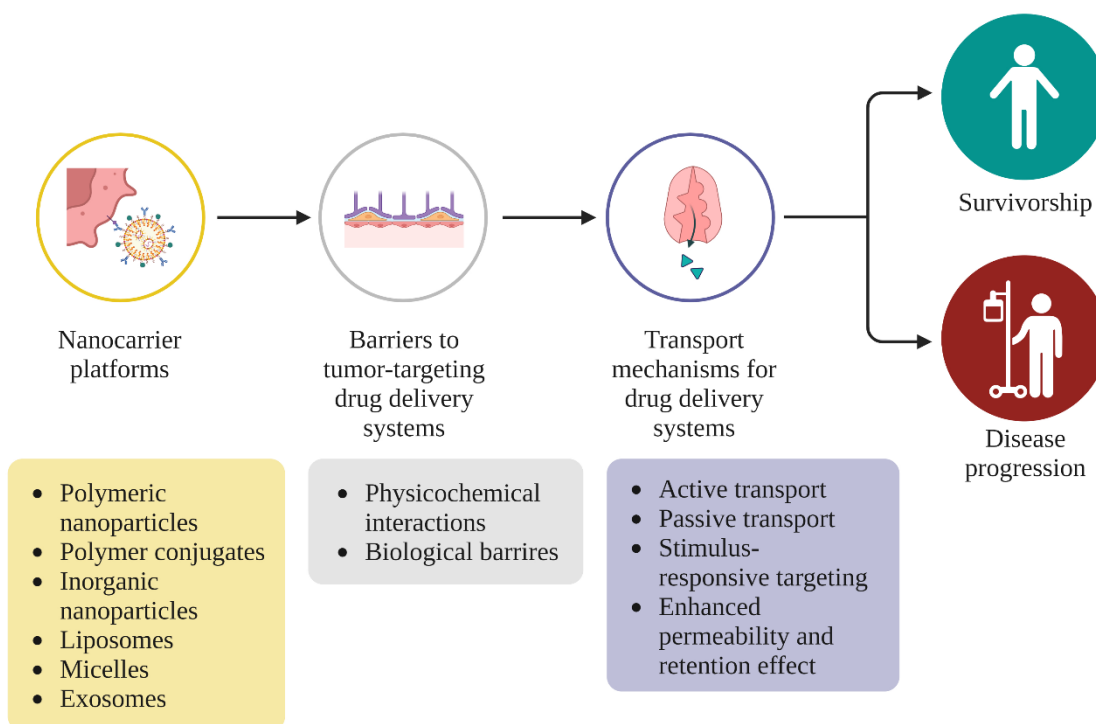 Nanocarrier
platforms
• Polymeric
nanoparticles
• Polymer conjugates
• Inorganic
nanoparticles
• Liposomes
• Micelles
• Exosomes
Barriers to
tumor-targeting
drug delivery
systems
• Physicochemical
interactions
• Biological barrires
Transport
mechanisms for
drug delivery
systems
• Active transport
• Passive transport
• Stimulus-
responsive targeting
• Enhanced
permeability and
retention effect
Survivorship
Disease
progression